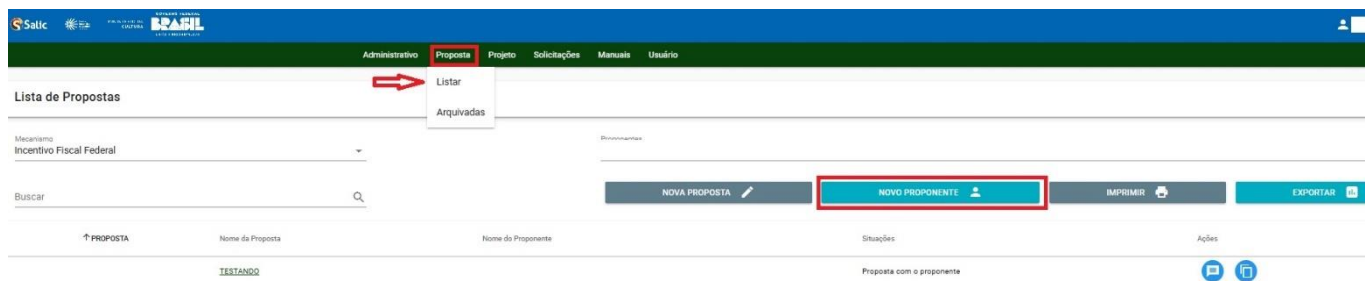 Salic BRASIL
Administrativo Proposta Projeto Solicitações Manuais Usuário
Listar
Lista de Propostas
Arquivadas
Mecanismo Proponentes
Incentivo Fiscal Federal
Buscar NOVA PROPOSTA NOVO PROPONENTE IMPRIMIR EXPORTAR
PROPOSTA Nome da Proposta Nome do Proponente Situações Ações
TESTANDO Proposta com o proponente